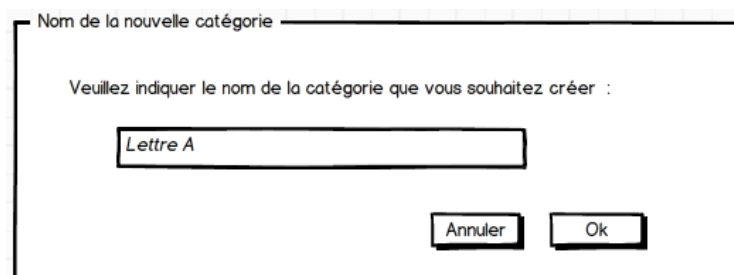 Nom de la nouvelle catégorie
Veuillez indiquer le nom de la catégorie que vous souhaitez créer :
Lettre A
Annuler Ok